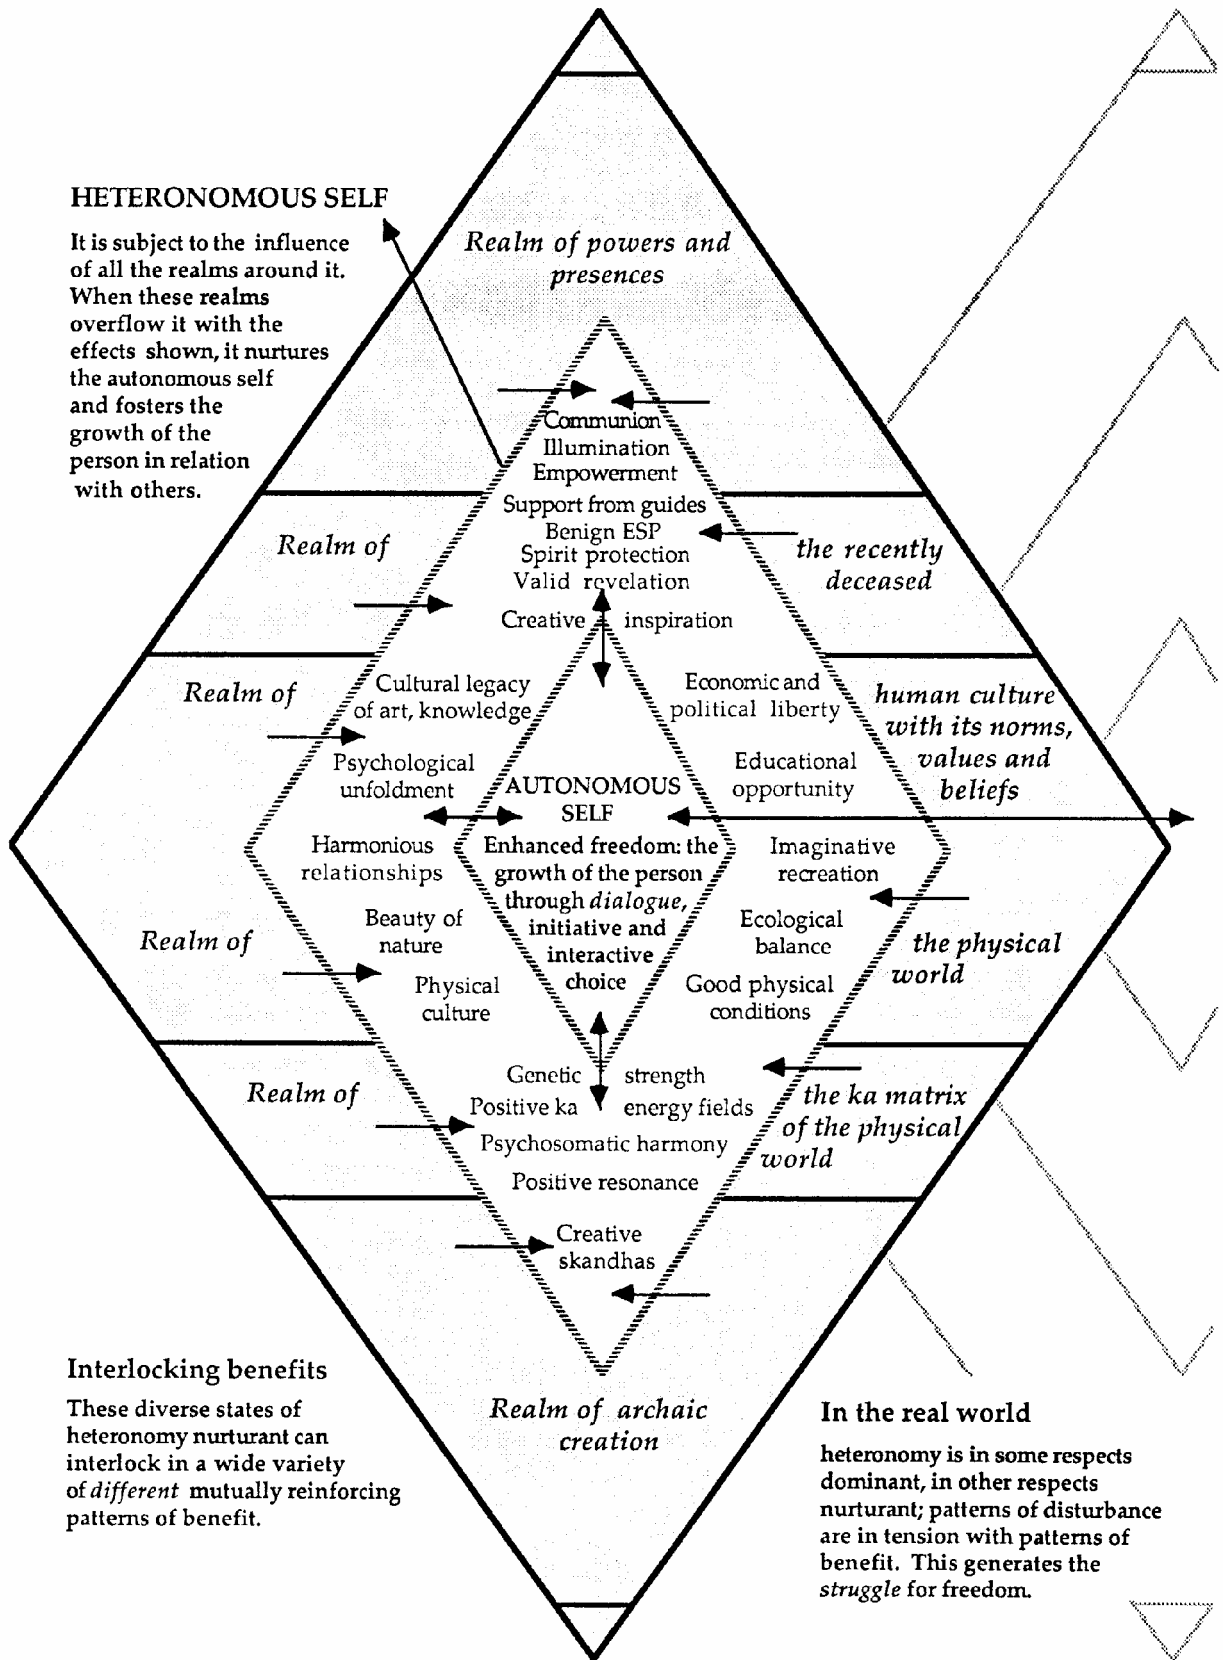 HETERONOMOUS SELF
It is subject to the influence
of all the realms around it.
When these realms
overflow it with the
effects shown, it nurtures
the autonomous self
and fosters the
growth of the
person in relation
with others.
Realm of powers and
presences
Communion
Illumination
Empowerment
Support from guides
Benign ESP
Spirit protection
Valid revelation
Creative inspiration
Realm of
the recently
deceased
Realm of
human culture
with its norms,
values and
beliefs
Cultural legacy
of art, knowledge
Psychological
unfoldment
Economic and
political liberty
Educational
opportunity
AUTONOMOUS
SELF
Enhanced freedom: the
growth of the person
through dialogue,
initiative and
interactive
choice
Harmonious
relationships
Imaginative
recreation
Realm of
the physical
world
Beauty of
nature
Physical
culture
Ecological
balance
Good physical
conditions
Realm of
the ka matrix
of the physical
world
Genetic strength
Positive ka energy fields
Psychosomatic harmony
Positive resonance
Creative
skandhas
Realm of archaic
creation
Interlocking benefits
These diverse states of
heteronomy nurturant can
interlock in a wide variety
of different mutually reinforcing
patterns of benefit.
In the real world
heteronomy is in some respects
dominant, in other respects
nurturant; patterns of disturbance
are in tension with patterns of
benefit. This generates the
struggle for freedom.